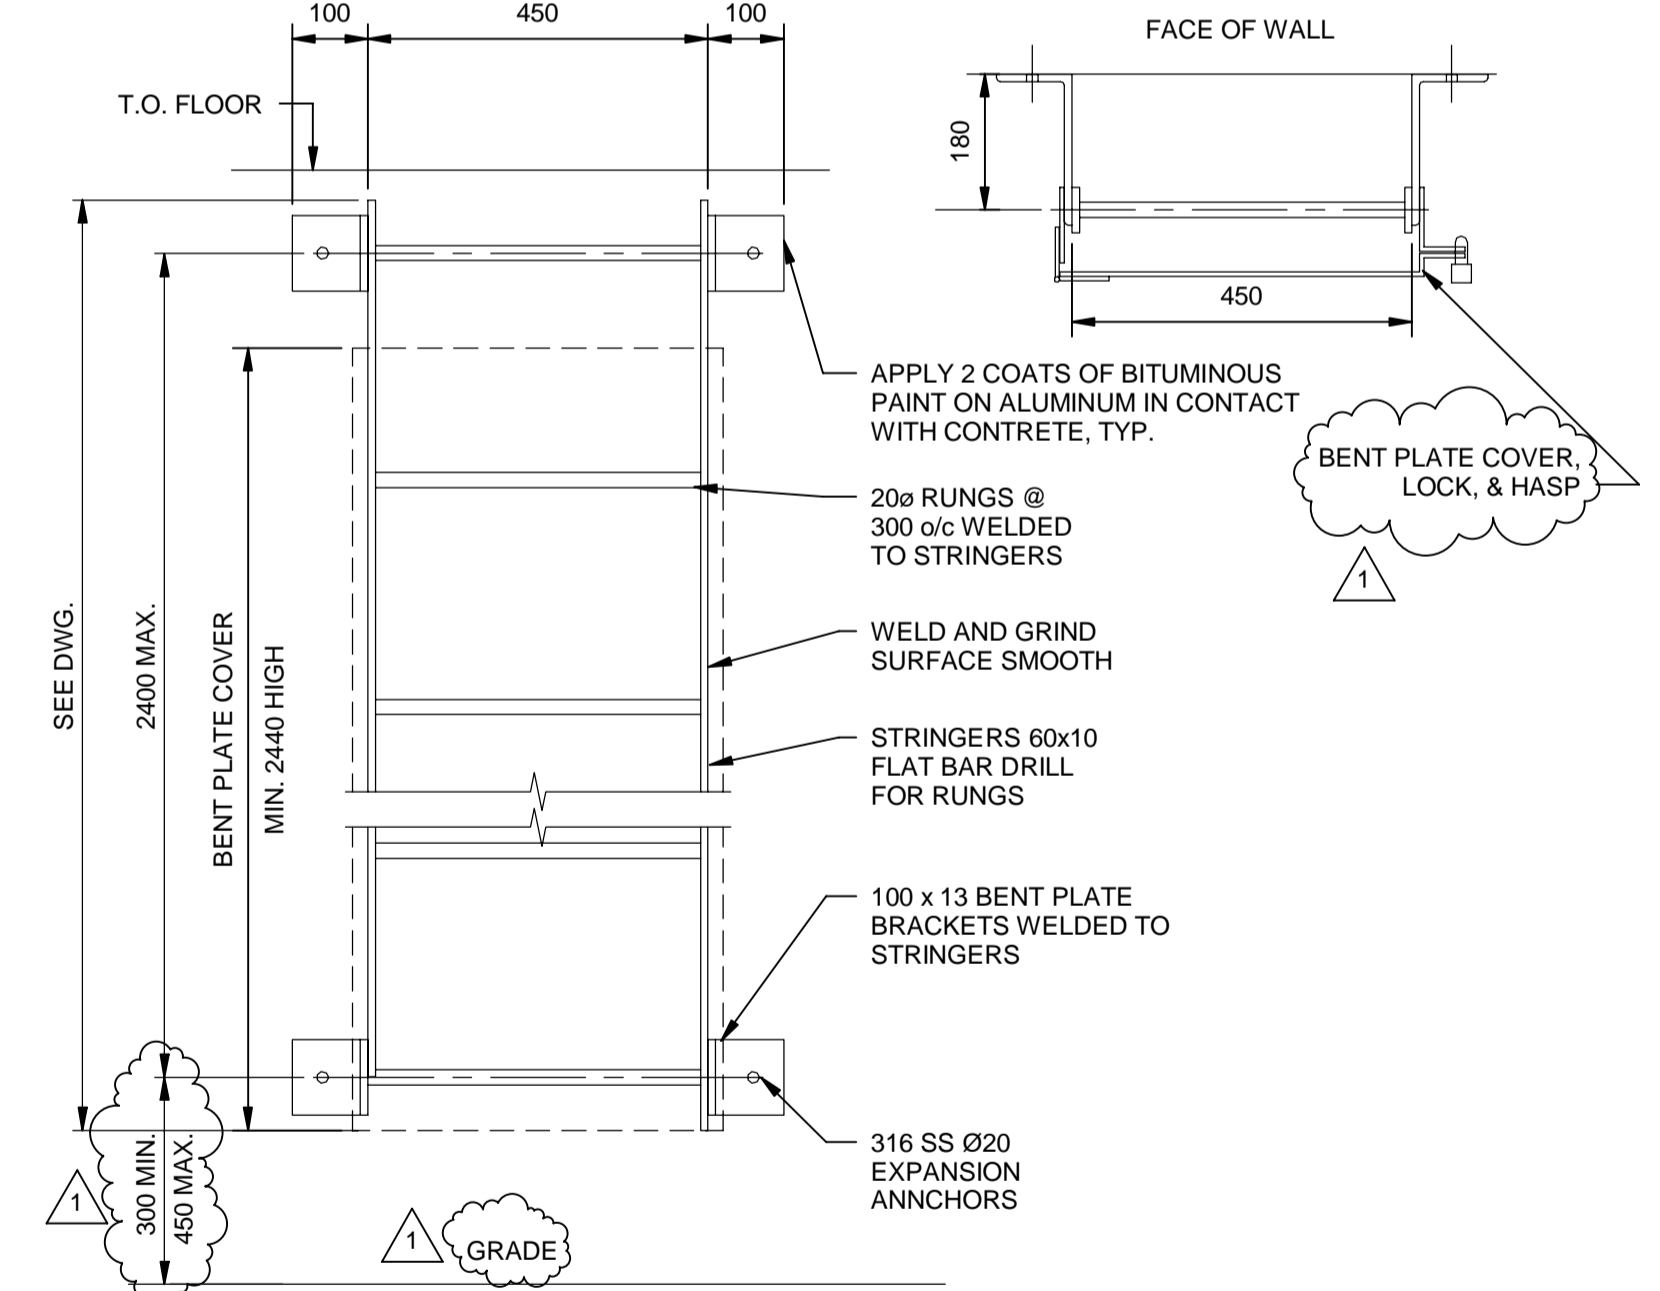 100
450
100
T.O. FLOOR
FACE OF WALL
180
450
APPLY 2 COATS OF BITUMINOUS
PAINT ON ALUMINUM IN CONTACT
WITH CONTRETE, TYP.
BENT PLATE COVER,
LOCK, & HASP
1
20ø RUNGS @
300 o/c WELDED
TO STRINGERS
WELD AND GRIND
SURFACE SMOOTH
STRINGERS 60x10
FLAT BAR DRILL
FOR RUNGS
100 x 13 BENT PLATE
BRACKETS WELDED TO
STRINGERS
316 SS Ø20
EXPANSION
ANNCHORS
SEE DWG.
2400 MAX.
BENT PLATE COVER
MIN. 2440 HIGH
300 MIN.
450 MAX.
1
1
GRADE